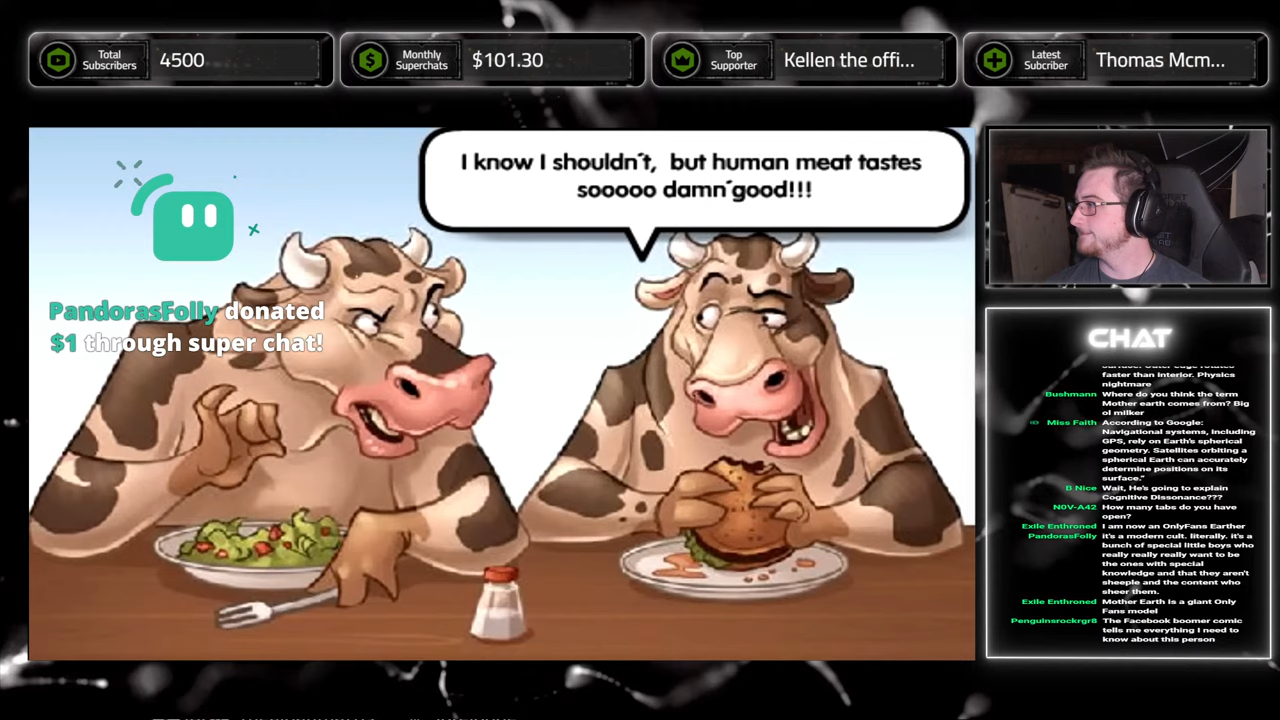 Total
Subscribers
4500
Monthly
Superchats
$101.30
Top
Supporter
Kellen the offi...
Latest
Subcriber
Thomas Mcm...
I know I shouldn´t, but human meat tastes
sooooo damn´good!!!
PandorasFolly donated
$1 through super chat!
CHAT
surface. Outer edge rotates
faster than interior. Physics
nightmare
Bushmann Where do you think the term
Mother earth comes from? Big
ol milker
Miss Faith According to Google:
Navigational systems, including
GPS, rely on Earth's spherical
geometry. Satellites orbiting a
spherical Earth can accurately
determine positions on its
surface."
B Nice Wait, He's going to explain
Cognitive Dissonance???
N0V-A42 How many tabs do you have
open?
Exile Enthroned I am now an OnlyFans Earther
PandorasFolly it's a modern cult. literally. it's a
bunch of special little boys who
really really really want to be
the ones with special
knowledge and that they aren't
sheeple and the content who
sheer them.
Exile Enthroned Mother Earth is a giant Only
Fans model
Penguinsrockrgr8 The Facebook boomer comic
tells me everything I need to
know about this person